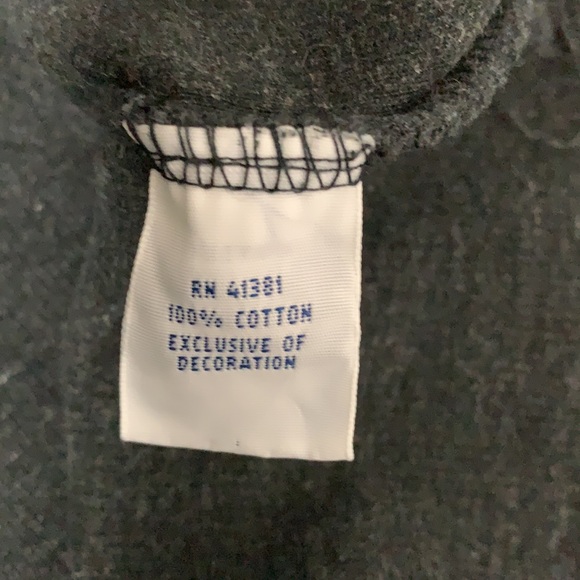 RN 41381
100% COTTON
EXCLUSIVE OF
DECORATION